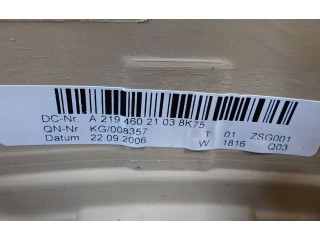 DC-Nr. A 219 460 21 03 8K75
QN-Nr. KG/008357 T 01 ZSG001
Datum 22.09.2006 W 1816 Q03